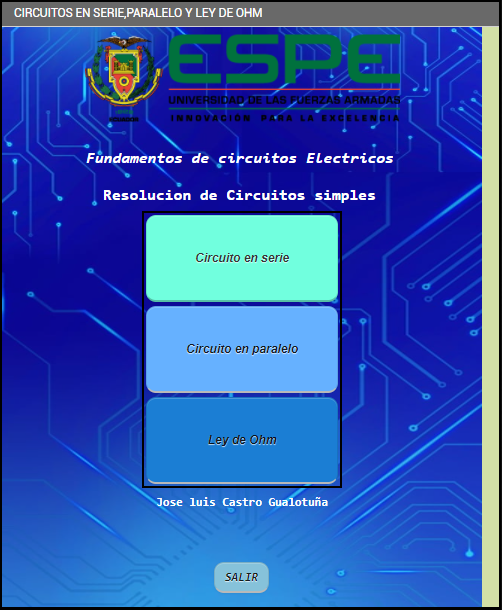 CIRCUITOS EN SERIE,PARALELO Y LEY DE OHM
ESPE
UNIVERSIDAD DE LAS FUERZAS ARMADAS
INNOVACIÓN PARA LA EXCELENCIA
ECUADOR
Fundamentos de circuitos Electricos
Resolucion de Circuitos simples
Circuito en serie
Circuito en paralelo
Ley de Ohm
Jose luis Castro Gualotuña
SALIR